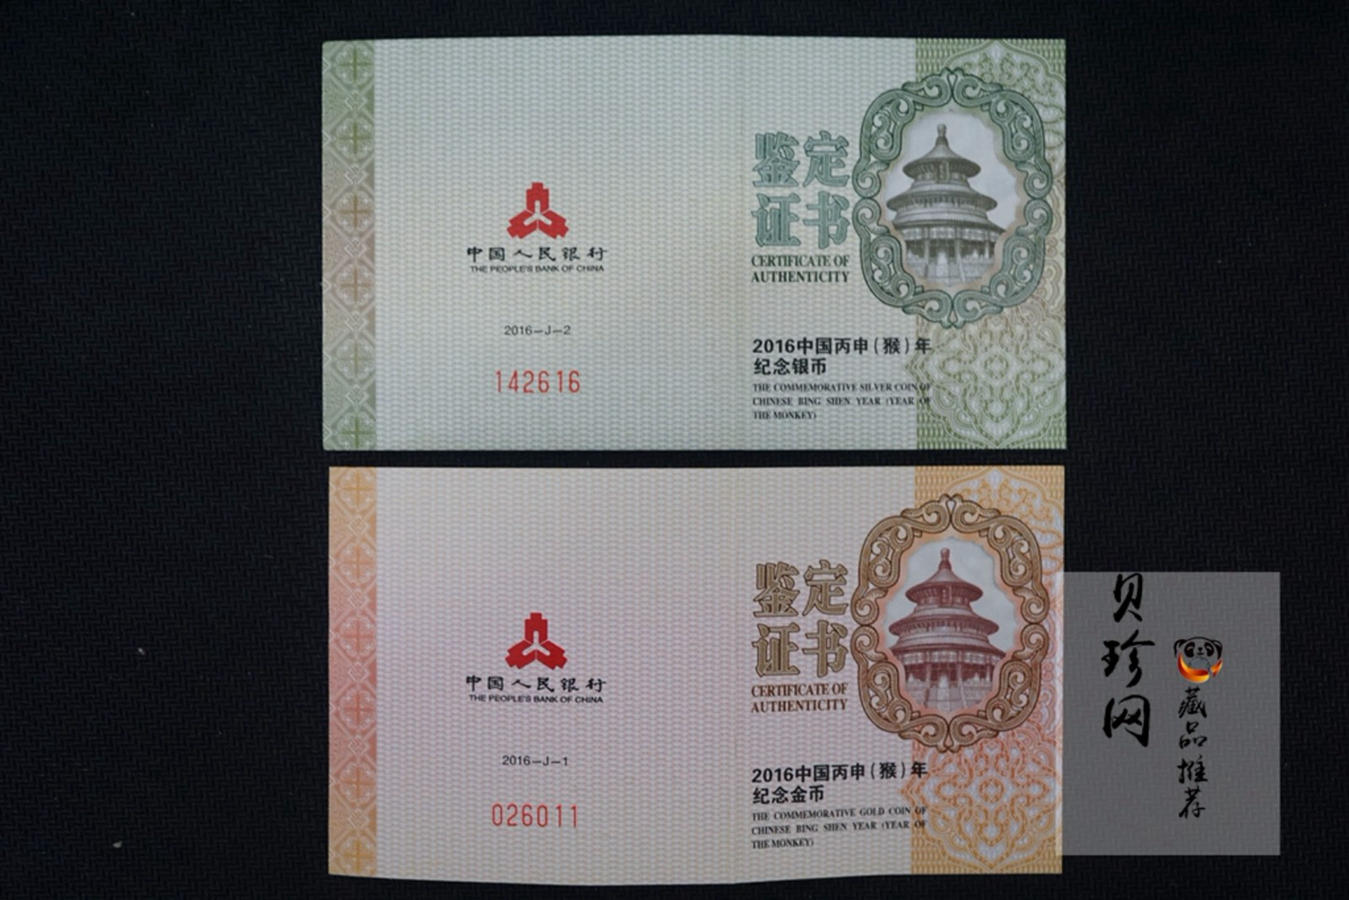 中国人民银行
THE PEOPLE'S BANK OF CHINA
2016-J-2
142616
鉴定
证书
CERTIFICATE OF
AUTHENTICITY
2016中国丙申(猴)年
纪念银币
THE COMMEMORATIVE SILVER COIN OF
CHINESE BING SHEN YEAR (YEAR OF
THE MONKEY)
中国人民银行
THE PEOPLE'S BANK OF CHINA
2016-J-1
026011
鉴定
证书
CERTIFICATE OF
AUTHENTICITY
2016中国丙申(猴)年
纪念金币
THE COMMEMORATIVE GOLD COIN OF
CHINESE BING SHEN YEAR (YEAR OF
THE MONKEY)
贝珍网
藏品推荐